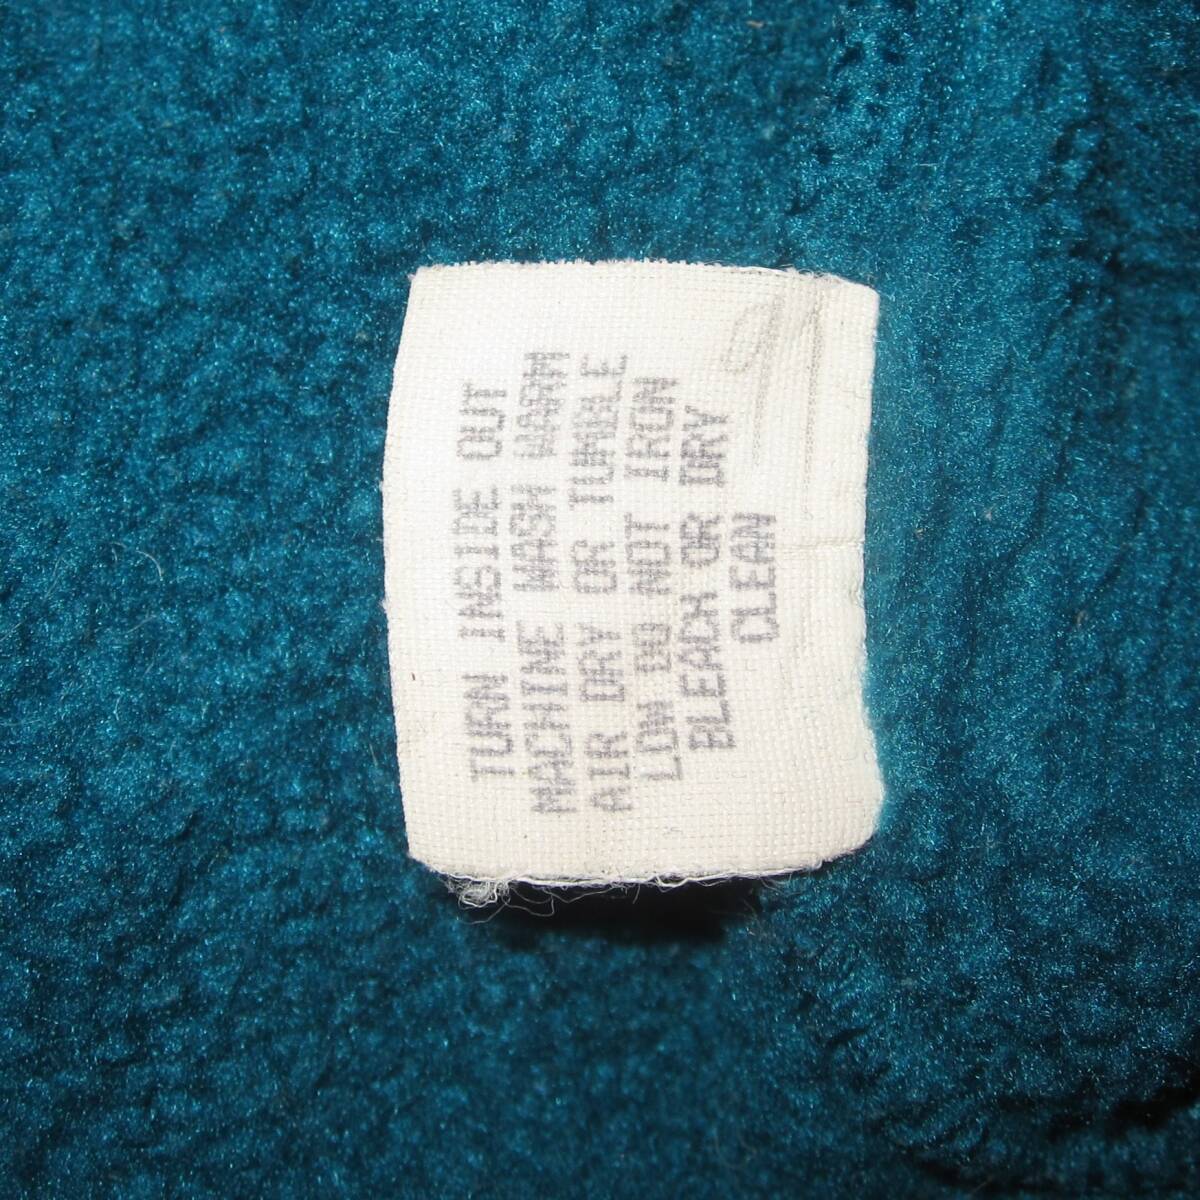 TURN INSIDE OUT
MACHINE WASH WARM
AIR DRY OR TUMBLE
LOW DO NOT IRON
BLEACH OR DRY
CLEAN